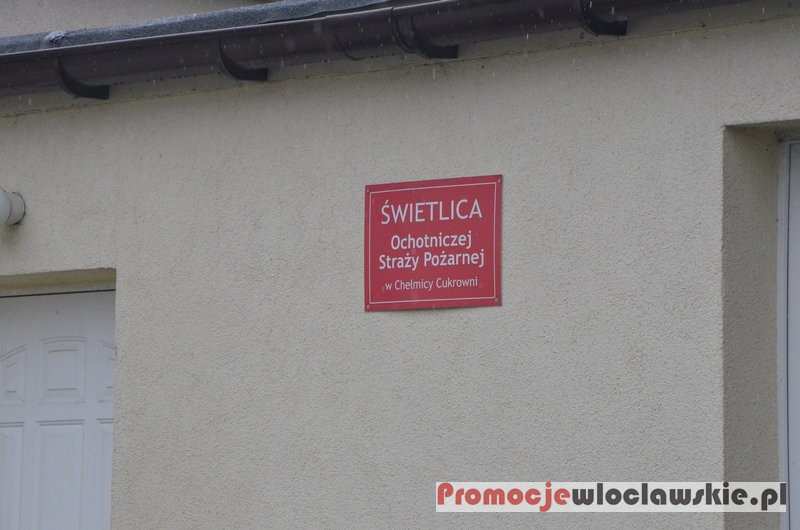 ŚWIETLICA
Ochotniczej
Straży Pożarnej
w Chełmicy Cukrowni
Promocjewloclawskie.pl